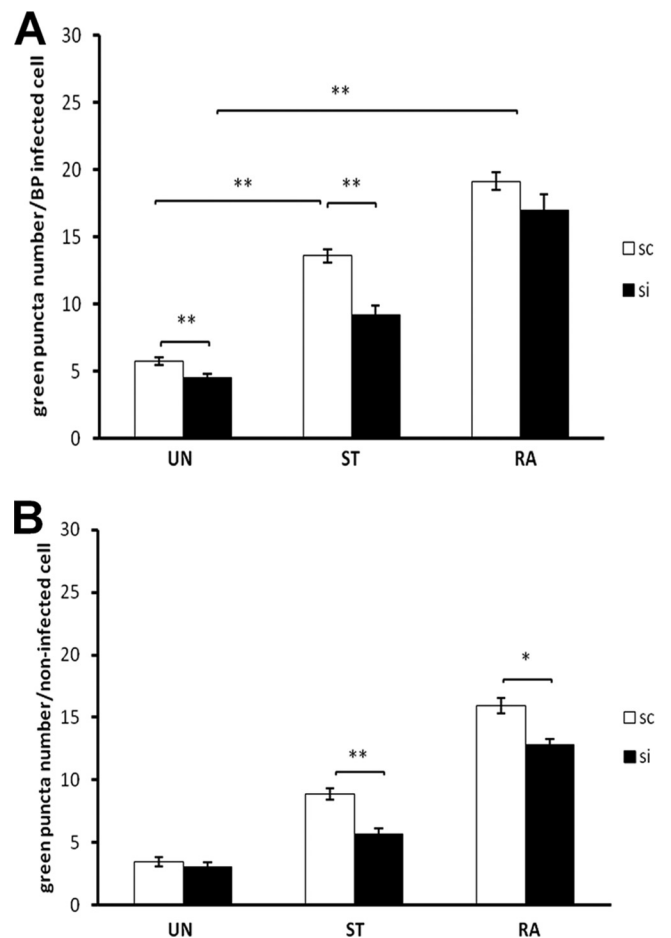 A
green puncta number/BP infected cell
30
25
20
15
10
5
0
**
**
**
**
UN
ST
RA
sc
si
B
green puncta number/non-infected cell
30
25
20
15
10
5
0
**
*
UN
ST
RA
sc
si